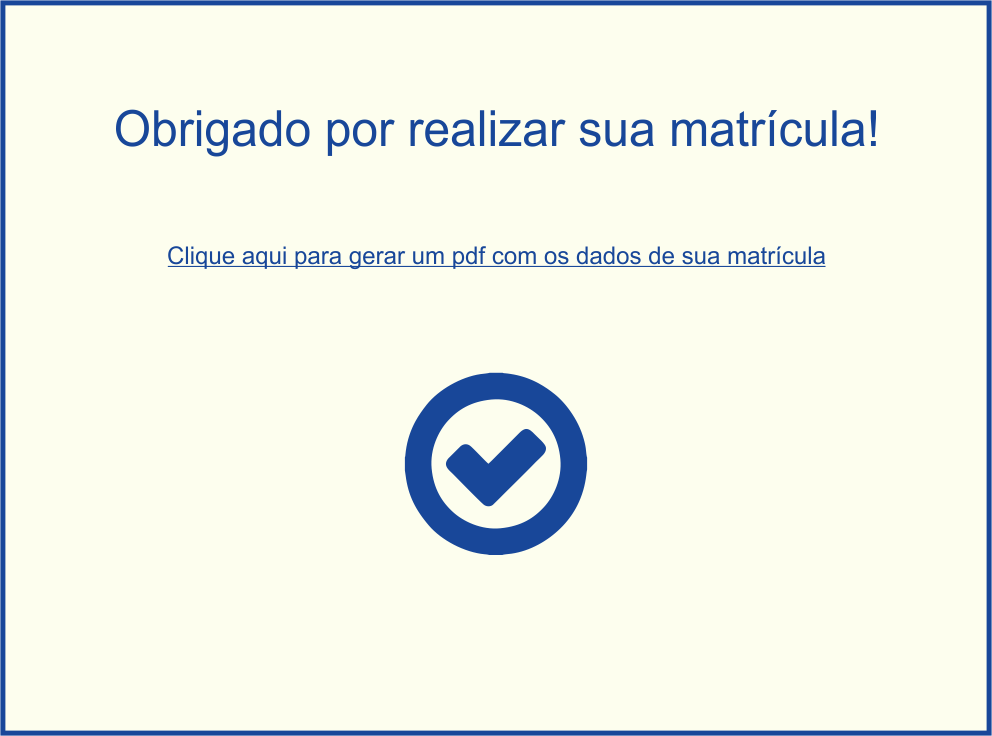 Obrigado por realizar sua matrícula!
Clique aqui para gerar um pdf com os dados de sua matrícula